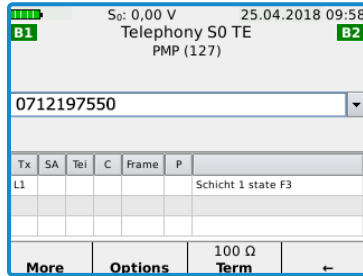 S₀: 0,00 V 25.04.2018 09:58
B1 Telephony S0 TE B2
PMP (127)
0712197550
Tx SA Tei C Frame P
L1 Schicht 1 state F3
100 Ω
More Options Term ←